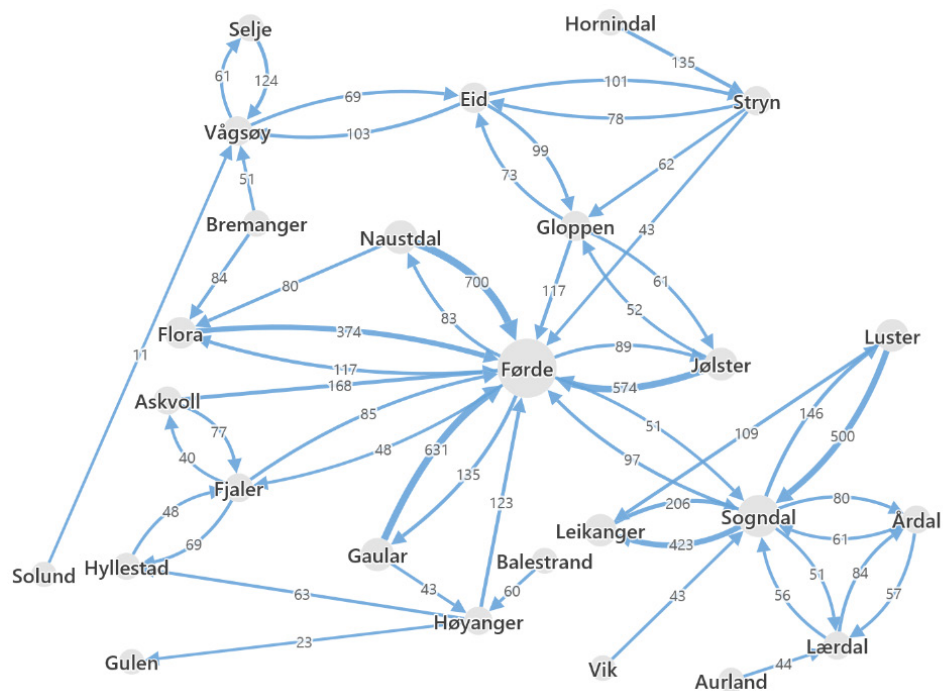 Selje
Hornindal
61
124
135
69
101
Eid
Stryn
Vågsøy
103
78
99
62
51
73
Bremanger
Gloppen
Naustdal
43
84
80
700
117
61
83
52
Flora
374
Luster
11
89
117
Førde
Jølster
168
574
Askvoll
85
146
77
109
51
500
40
48
631
97
Fjaler
135
48
123
206
80
Leikanger
Sogndal
Årdal
69
423
61
Gaular
Balestrand
Solund
Hyllestad
51
84
43
60
43
56
57
63
Høyanger
23
Lærdal
Gulen
Vik
44
Aurland